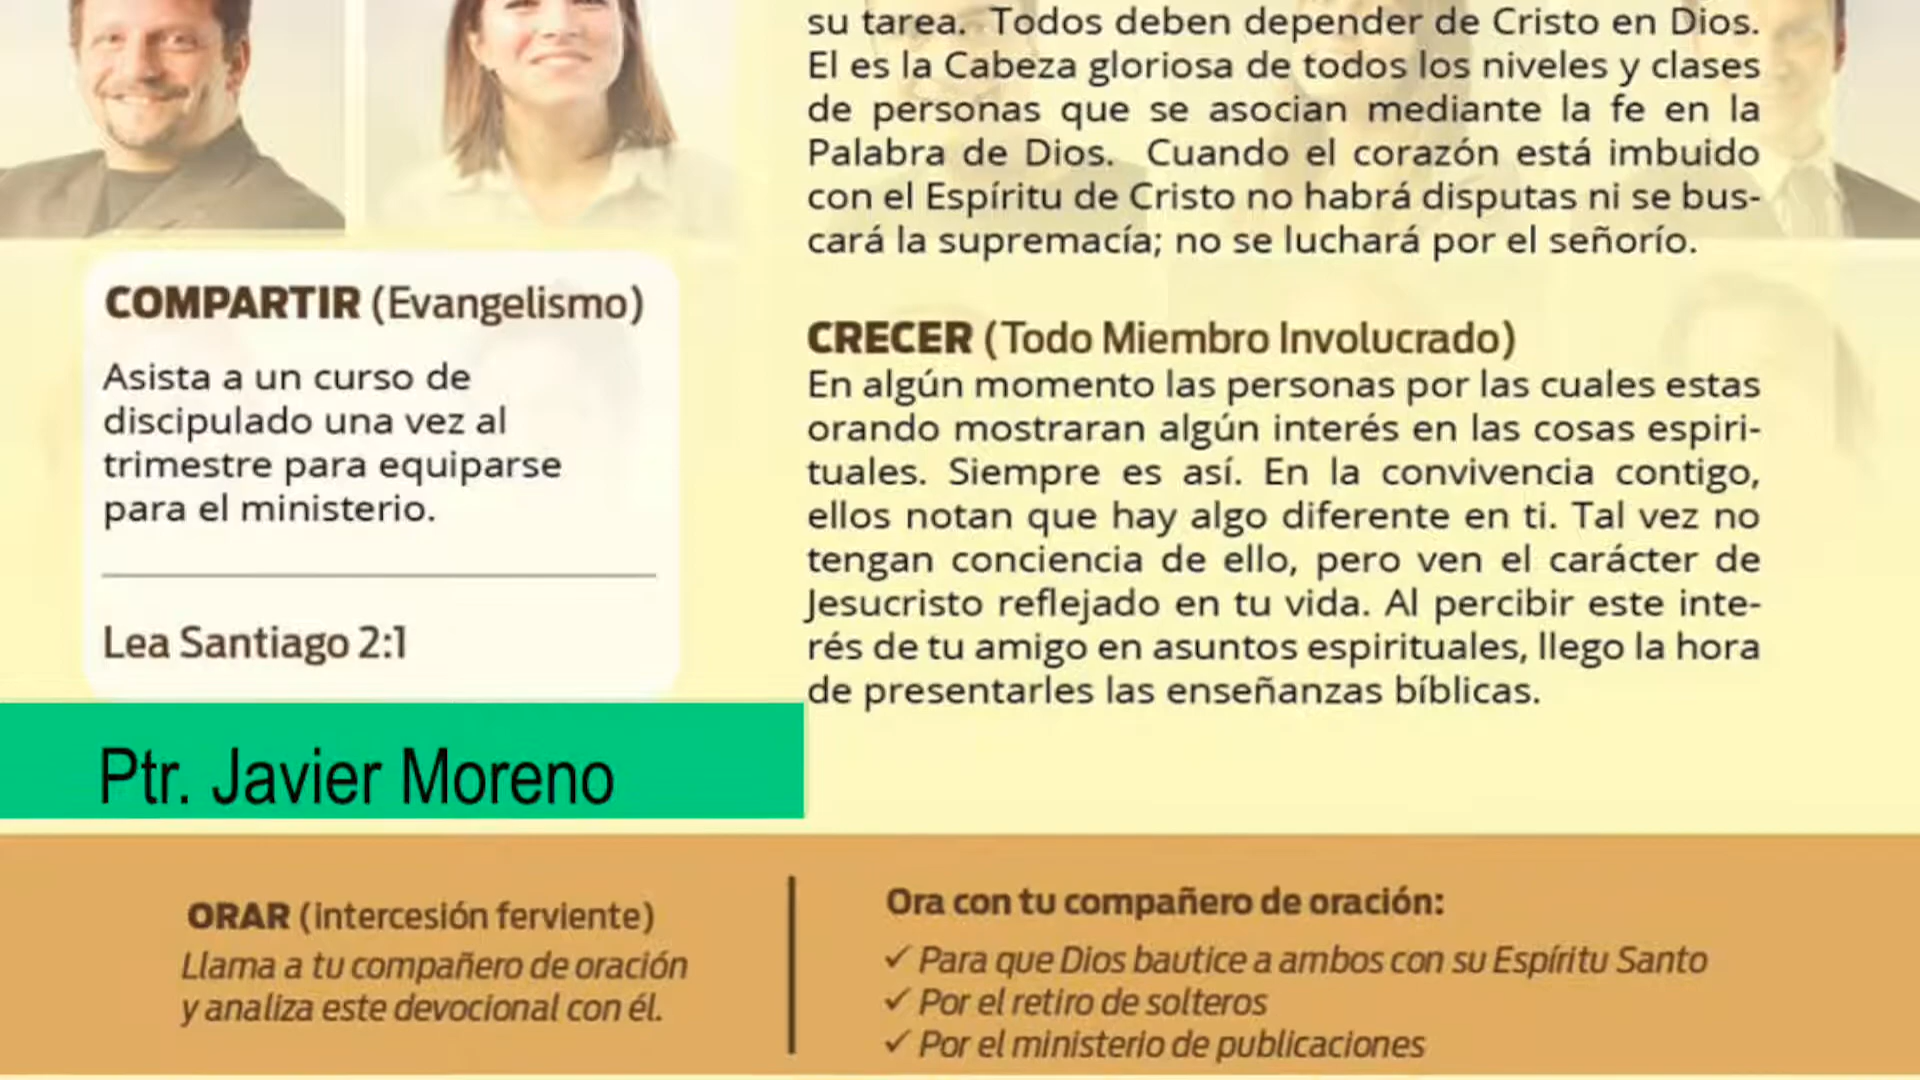 su tarea. Todos deben depender de Cristo en Dios.
El es la Cabeza gloriosa de todos los niveles y clases
de personas que se asocian mediante la fe en la
Palabra de Dios. Cuando el corazón está imbuido
con el Espíritu de Cristo no habrá disputas ni se bus-
cará la supremacía; no se luchará por el señorío.
COMPARTIR (Evangelismo)
Asista a un curso de
discipulado una vez al
trimestre para equiparse
para el ministerio.
Lea Santiago 2:1
CRECER (Todo Miembro Involucrado)
En algún momento las personas por las cuales estas
orando mostraran algún interés en las cosas espiri-
tuales. Siempre es así. En la convivencia contigo,
ellos notan que hay algo diferente en ti. Tal vez no
tengan conciencia de ello, pero ven el carácter de
Jesucristo reflejado en tu vida. Al percibir este inte-
rés de tu amigo en asuntos espirituales, llego la hora
de presentarles las enseñanzas bíblicas.
Ptr. Javier Moreno
ORAR (intercesión ferviente)
Llama a tu compañero de oración
y analiza este devocional con él.
Ora con tu compañero de oración:
✓ Para que Dios bautice a ambos con su Espíritu Santo
✓ Por el retiro de solteros
✓ Por el ministerio de publicaciones